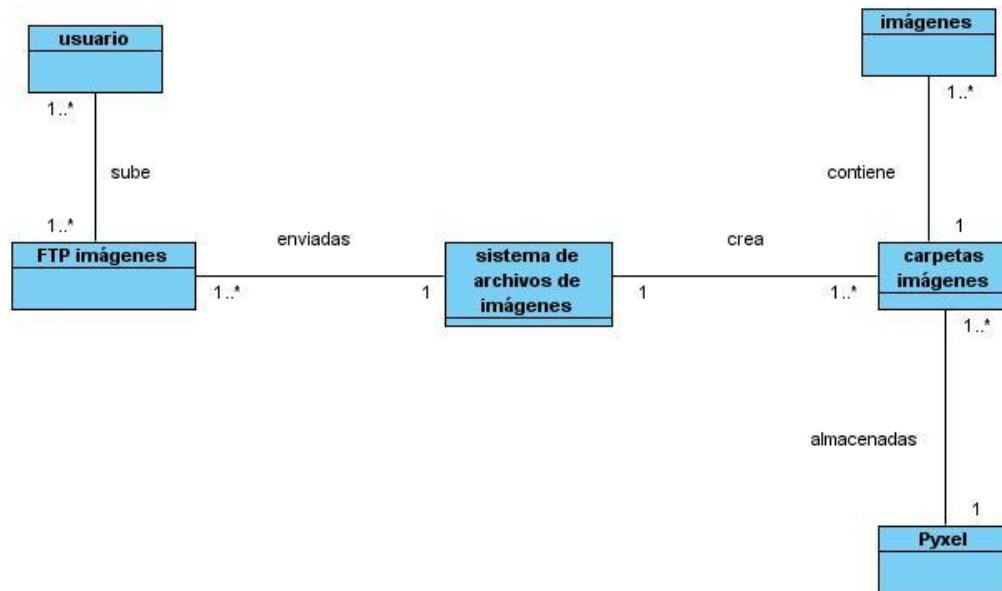 usuario
imágenes
1..*
1..*
sube
contiene
1..*
1
FTP imágenes
enviadas
sistema de
archivos de
imágenes
crea
carpetas
imágenes
1..*
1
1
1..*
1..*
almacenadas
1
Pyxel